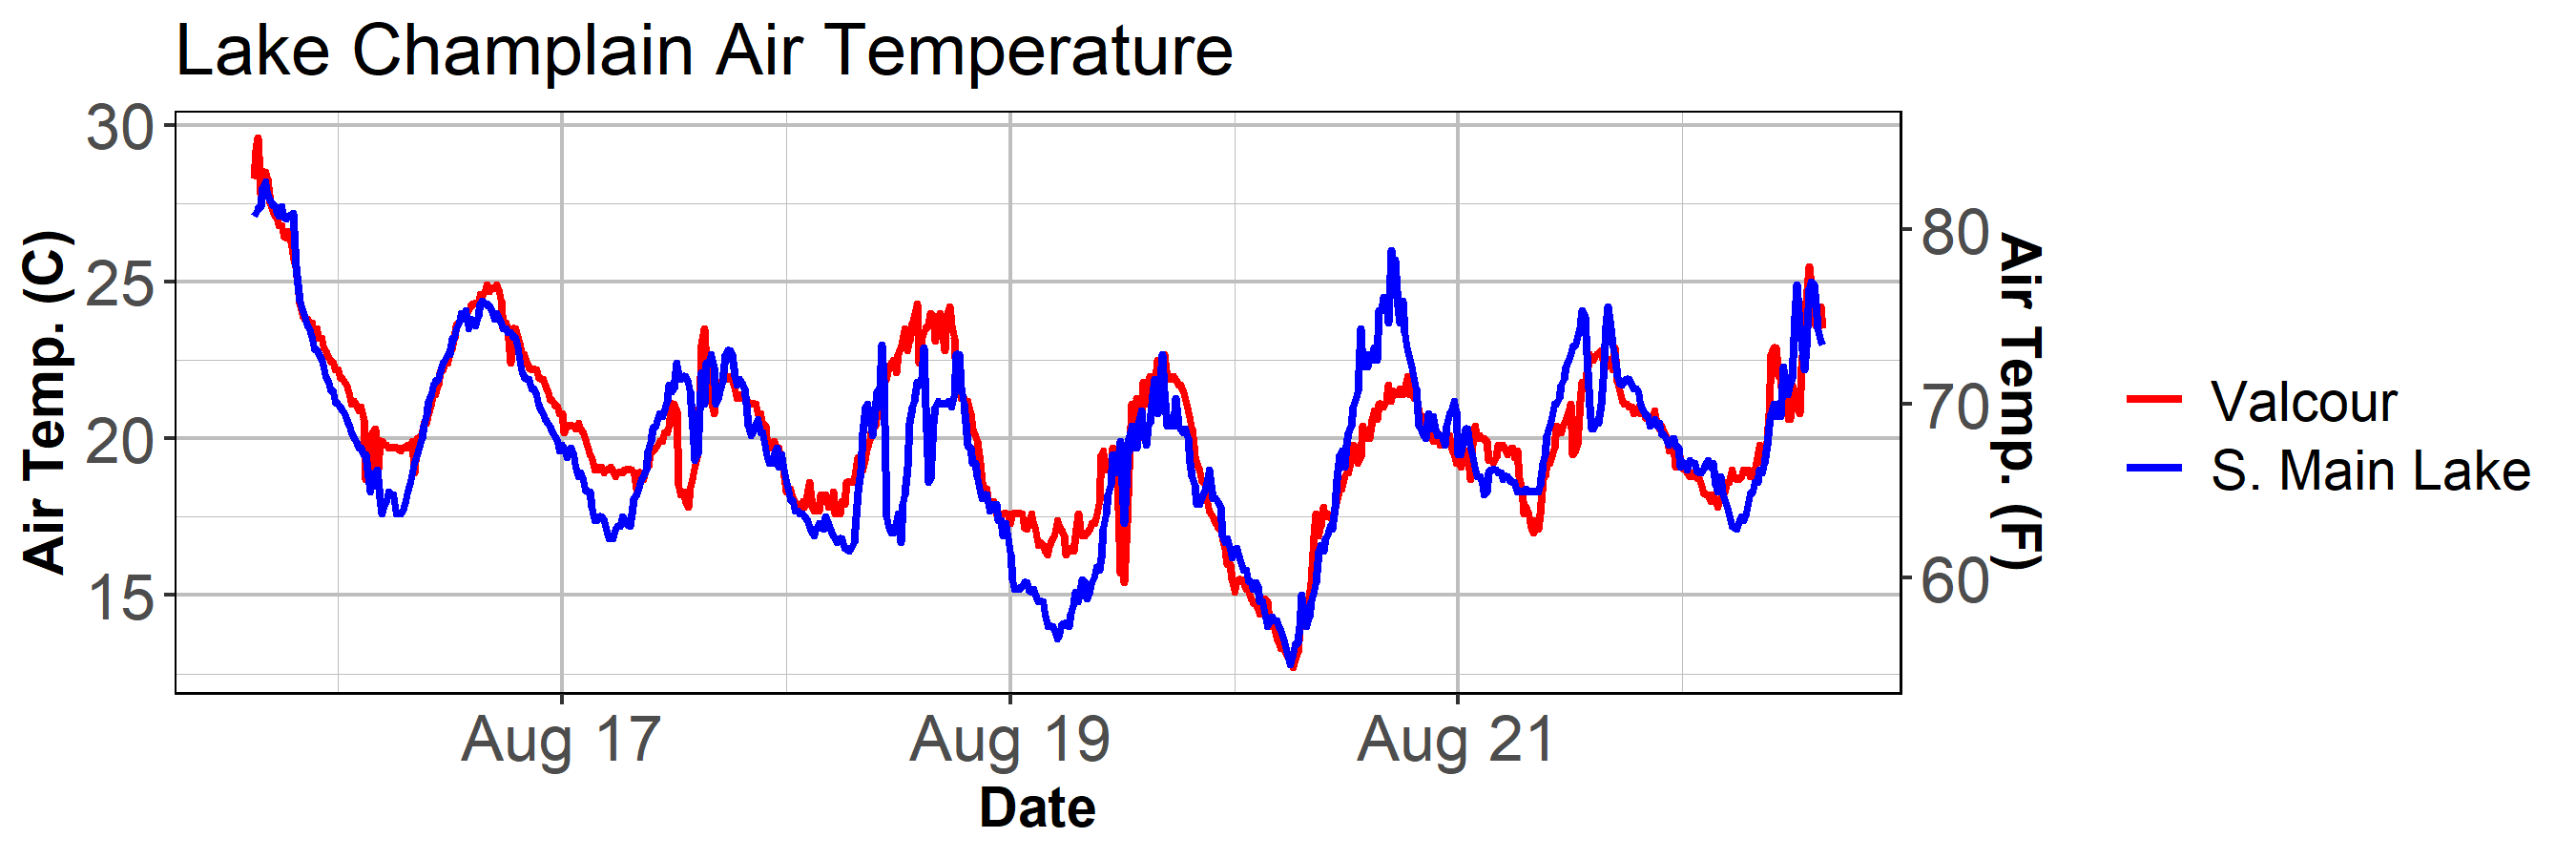 Lake Champlain Air Temperature
30
25
20
15
Air Temp. (C)
80
70
60
Air Temp. (F)
Aug 17
Aug 19
Aug 21
Date
Valcour
S. Main Lake